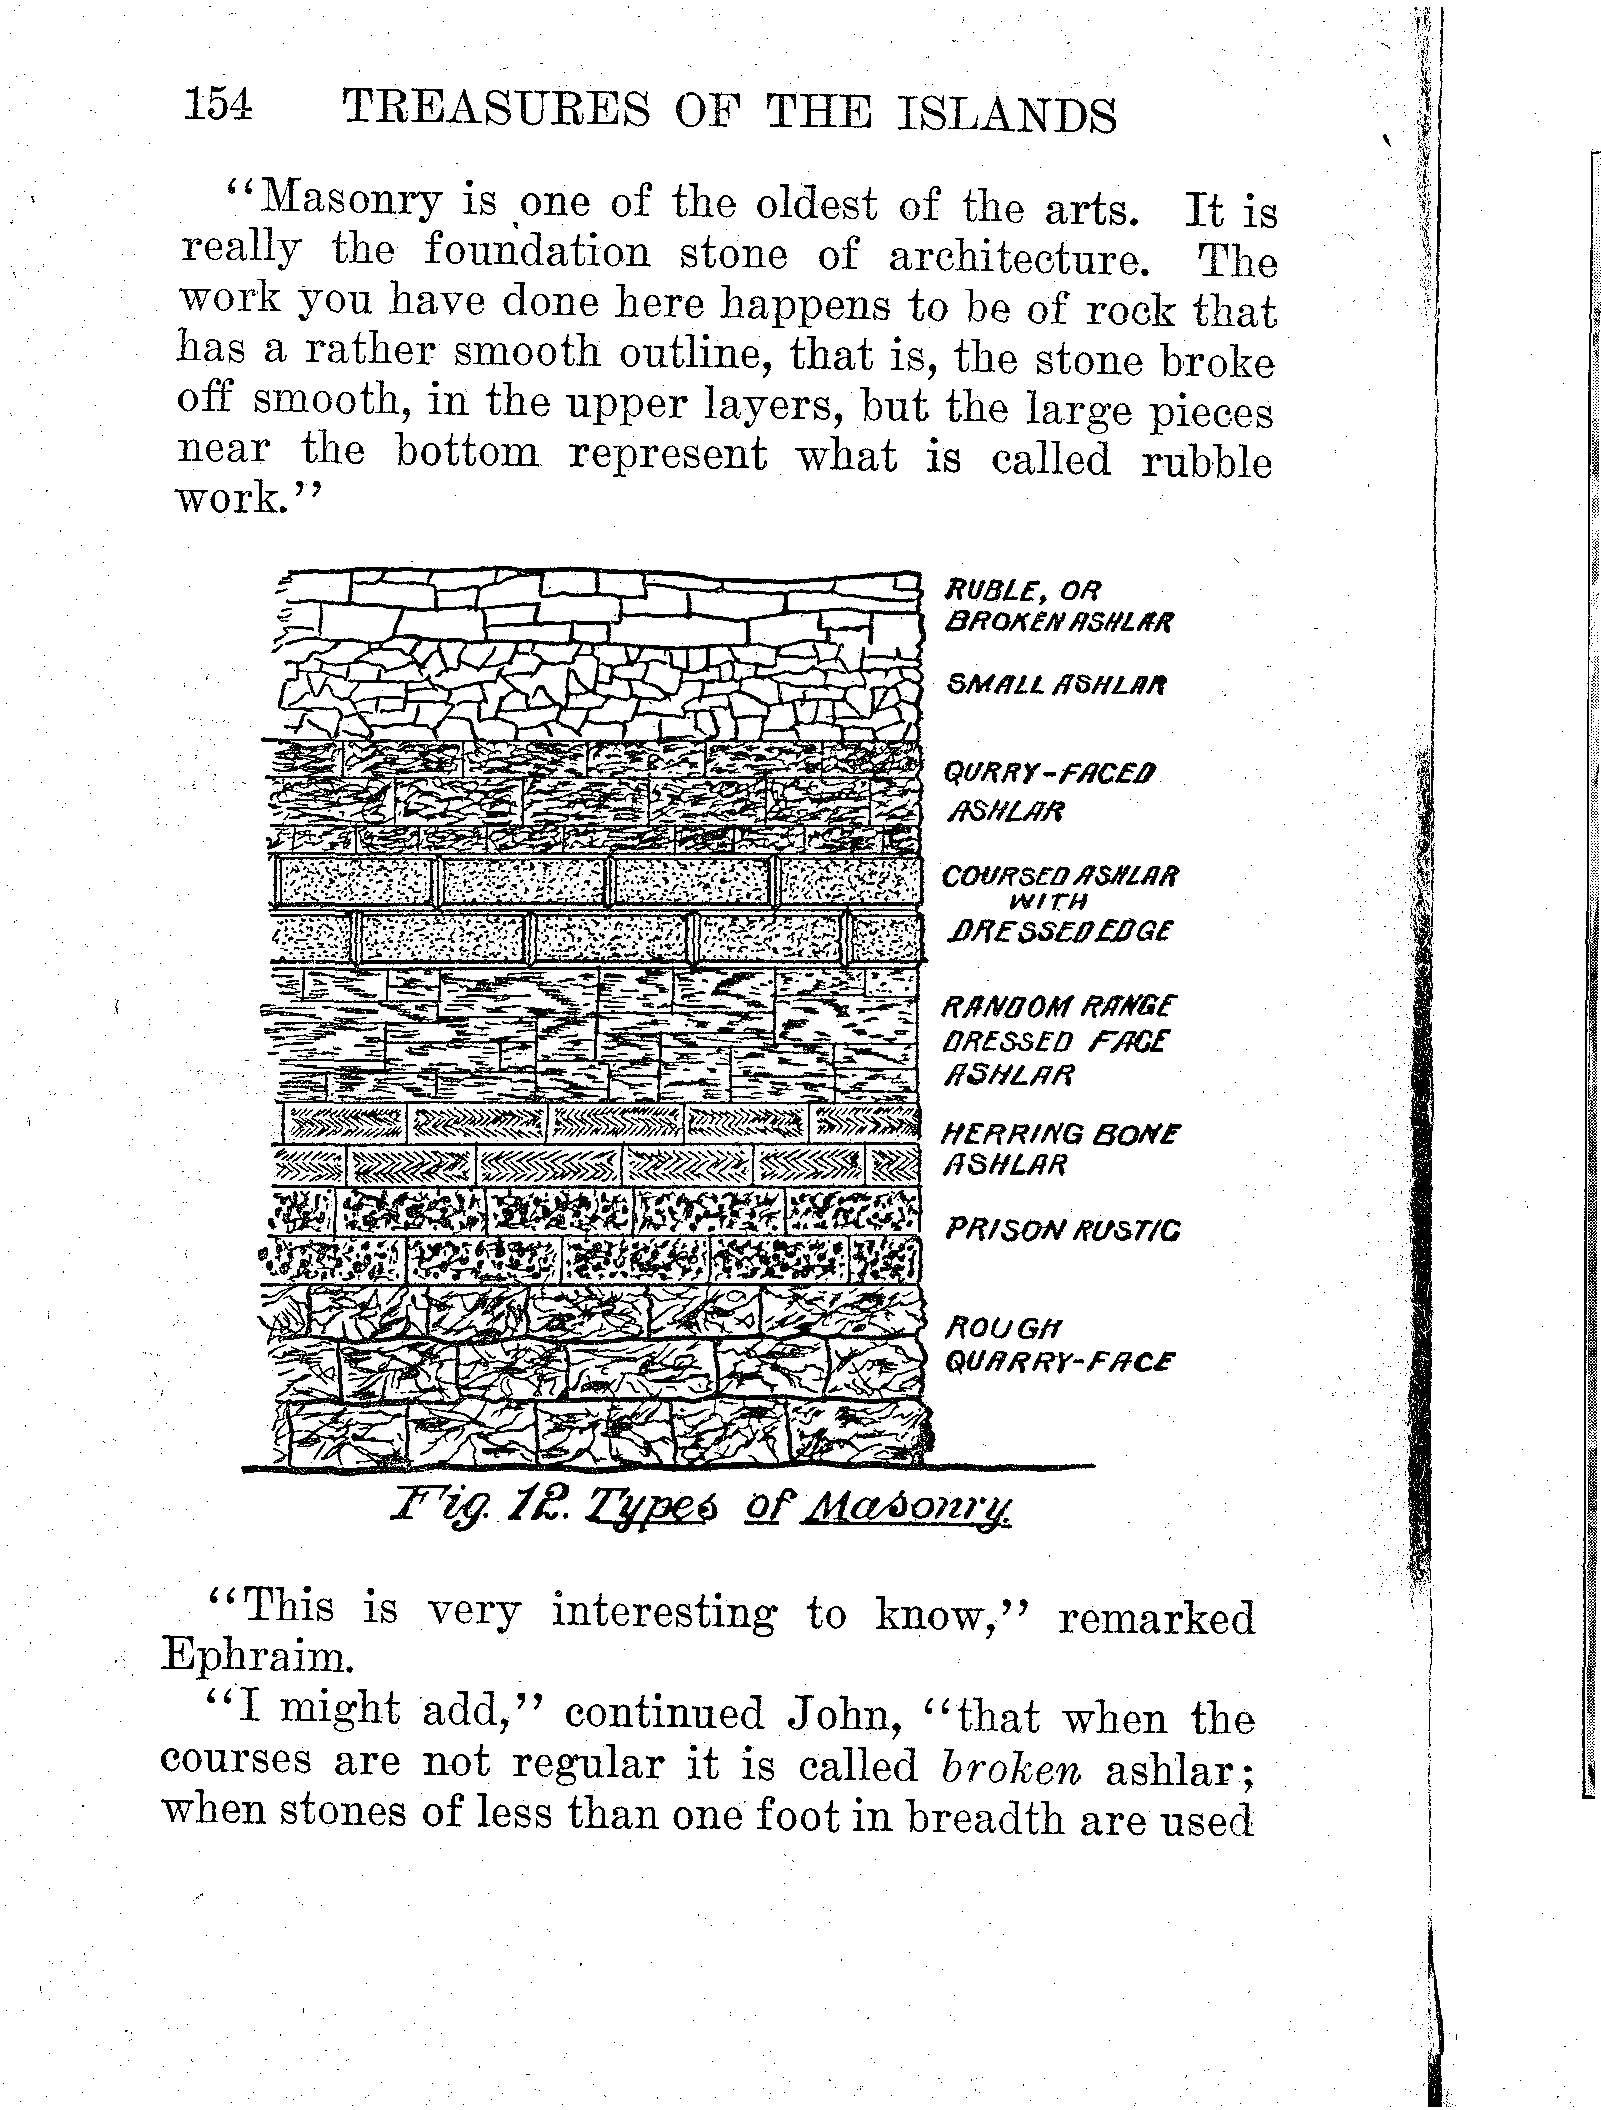 154 TREASURES OF THE ISLANDS
"Masonry is one of the oldest of the arts. It is
really the foundation stone of architecture. The
work you have done here happens to be of rock that
has a rather smooth outline, that is, the stone broke
off smooth, in the upper layers, but the large pieces
near the bottom represent what is called rubble
work."
RUBLE, OR
BROKEN ASHLAR
SMALL ASHLAR
QURRY-FACED
ASHLAR
COURSED ASHLAR
WITH
DRESSED EDGE
RANDOM RANGE
DRESSED FACE
ASHLAR
HERRING BONE
ASHLAR
PRISON RUSTIC
ROUGH
QUARRY-FACE
Fig. 12. Types of Masonry.
"This is very interesting to know," remarked
Ephraim.
"I might add," continued John, "that when the
courses are not regular it is called broken ashlar;
when stones of less than one foot in breadth are used